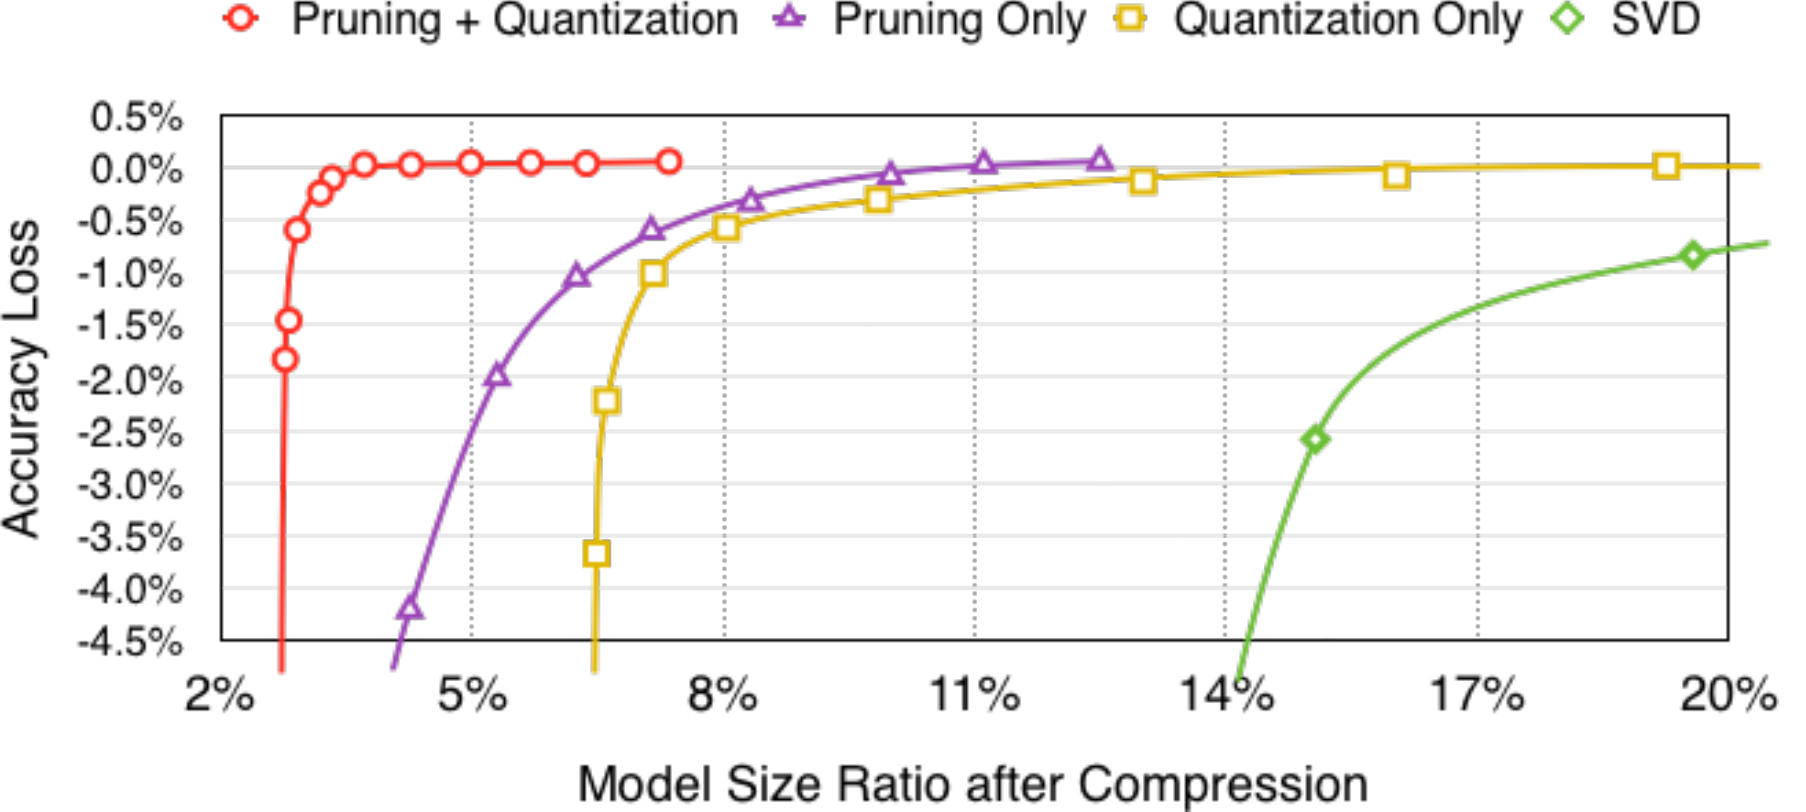 Pruning + Quantization Pruning Only Quantization Only SVD
0.5%
0.0%
-0.5%
-1.0%
-1.5%
-2.0%
-2.5%
-3.0%
-3.5%
-4.0%
-4.5%
Accuracy Loss
2% 5% 8% 11% 14% 17% 20%
Model Size Ratio after Compression